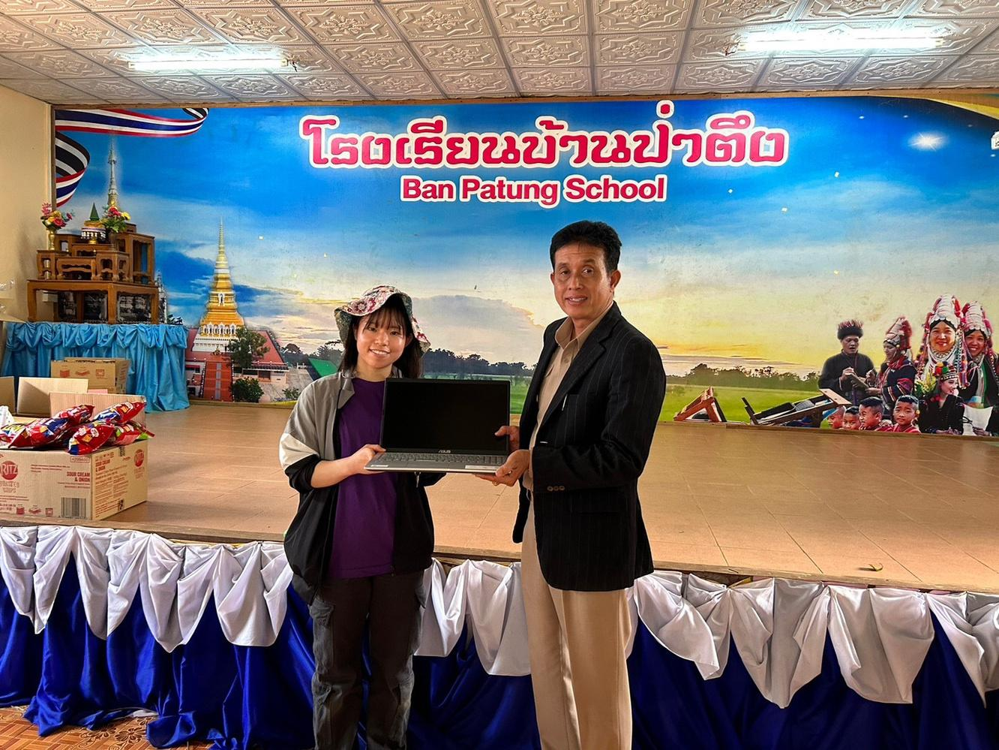 โรงเรียนบ้านป่าตึง
Ban Patung School
ASUS
RITZ
SOUR CREAM
& ONION
RITZ